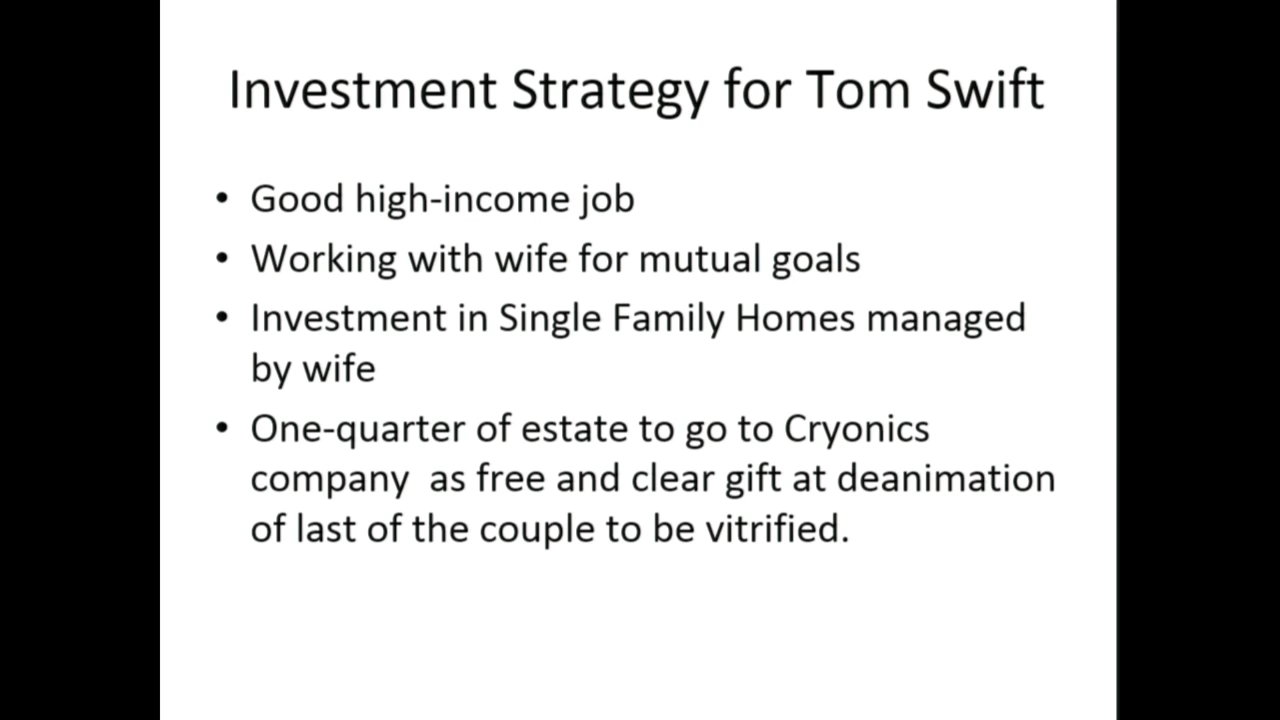 Investment Strategy for Tom Swift
• Good high-income job
• Working with wife for mutual goals
• Investment in Single Family Homes managed
by wife
• One-quarter of estate to go to Cryonics
company  as free and clear gift at deanimation
of last of the couple to be vitrified.